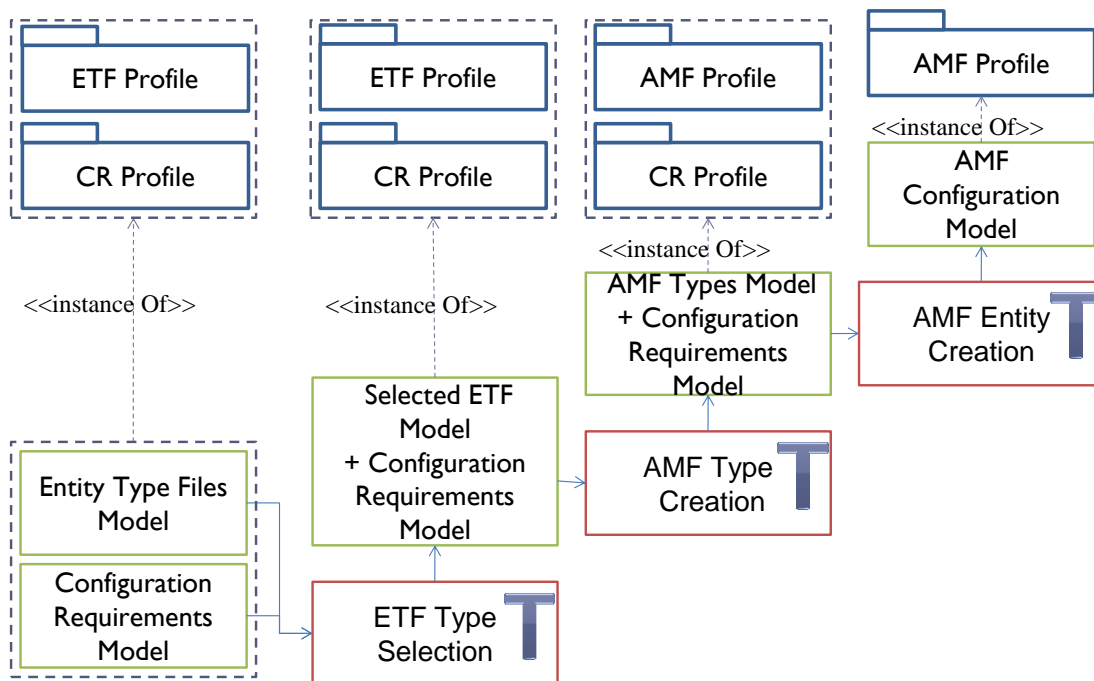 ETF Profile
CR Profile
<<instance Of>>
Entity Type Files
Model
Configuration
Requirements
Model
ETF Profile
CR Profile
<<instance Of>>
Selected ETF
Model
+ Configuration
Requirements
Model
ETF Type
Selection
T
AMF Profile
CR Profile
<<instance Of>>
AMF Types Model
+ Configuration
Requirements
Model
AMF Type
Creation
T
AMF Profile
<<instance Of>>
AMF
Configuration
Model
AMF Entity
Creation
T